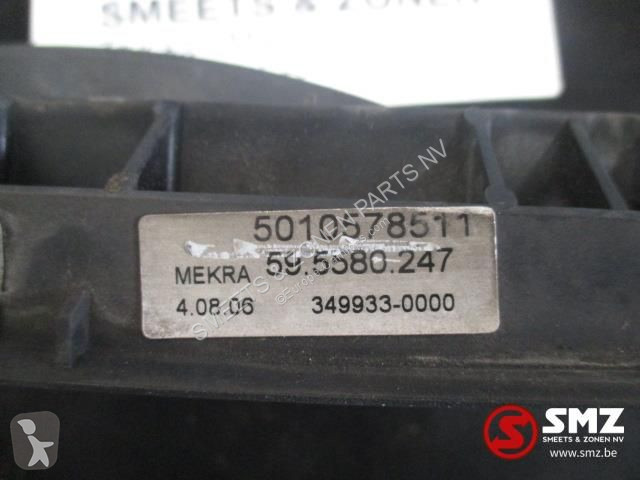 SMEETS & ZONEN
5010578511
MEKRA 59.5580.247
4.08.06 349933-0000
SMEETS & ZONEN PARTS NV
SMZ
SMEETS & ZONEN NV
www.smz.be